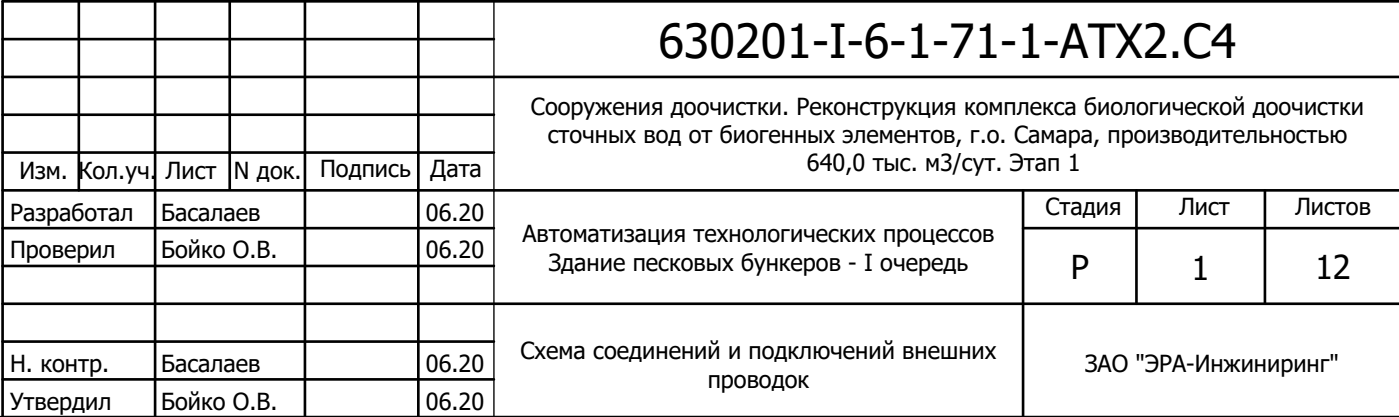 630201-I-6-1-71-1-АТХ2.С4
Сооружения доочистки. Реконструкция комплекса биологической доочистки
сточных вод от биогенных элементов, г.о. Самара, производительностью
640,0 тыс. м3/сут. Этап 1
Изм. Кол.уч. Лист N док. Подпись Дата
Разработал Басалаев 06.20
Проверил Бойко О.В. 06.20
Автоматизация технологических процессов
Здание песковых бункеров - I очередь
Стадия Лист Листов
Р 1 12
Н. контр. Басалаев 06.20
Утвердил Бойко О.В. 06.20
Схема соединений и подключений внешних
проводок
ЗАО "ЭРА-Инжиниринг"